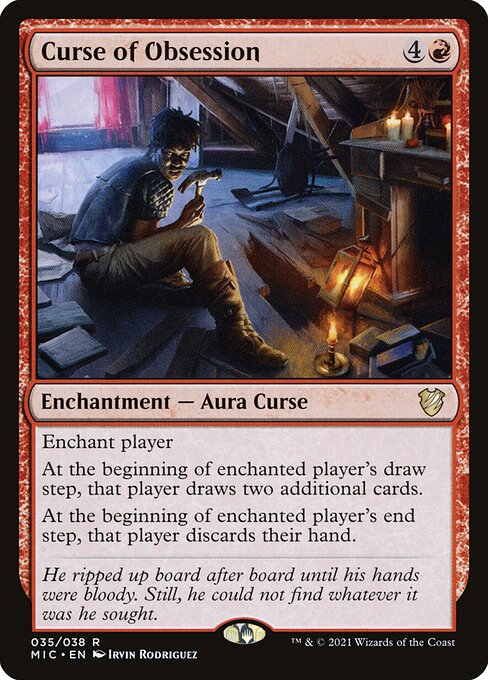 Curse of Obsession 4
Enchantment — Aura Curse
Enchant player
At the beginning of enchanted player's draw
step, that player draws two additional cards.
At the beginning of enchanted player's end
step, that player discards their hand.
He ripped up board after board until his hands
were bloody. Still, he could not find whatever it
was he sought.
035/038 R
MIC • EN Irvin Rodriguez
™ & © 2021 Wizards of the Coast